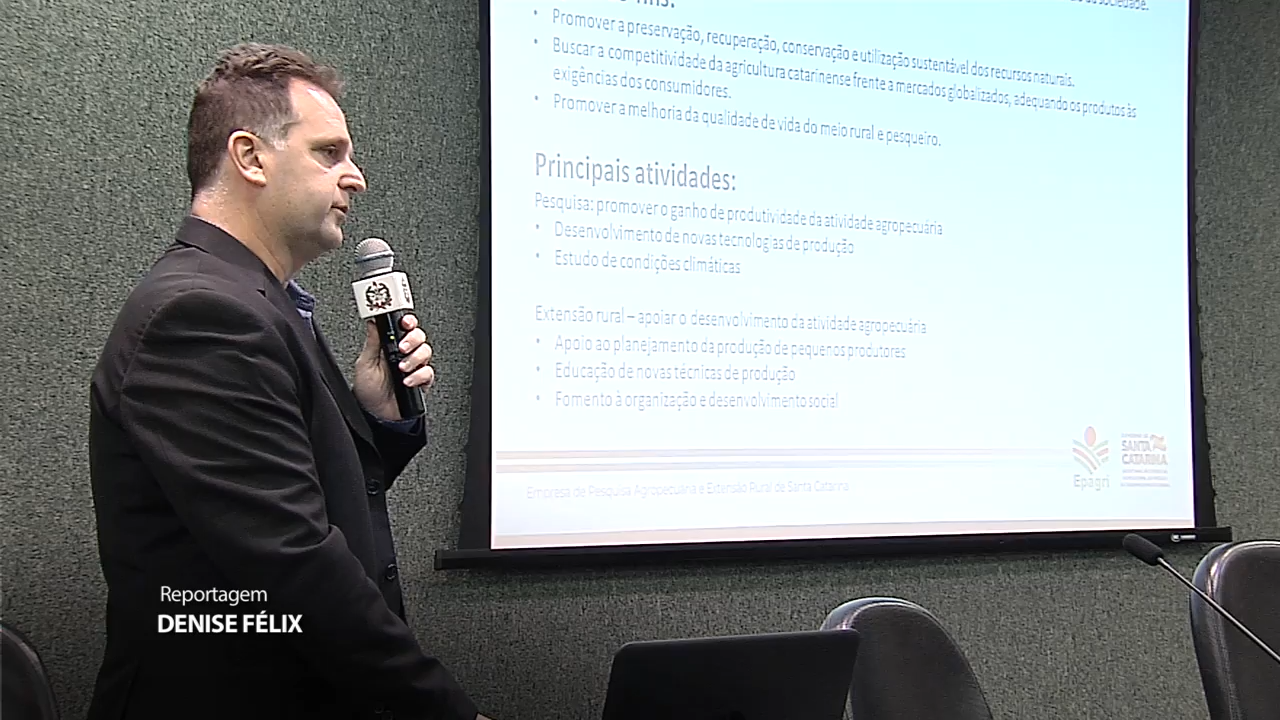 sociedade.
fins:
• Promover a preservação, recuperação, conservação e utilização sustentável dos recursos naturais.
• Buscar a competitividade da agricultura catarinense frente a mercados globalizados, adequando os produtos às
exigências dos consumidores.
• Promover a melhoria da qualidade de vida do meio rural e pesqueiro.
Principais atividades:
Pesquisa: promover o ganho de produtividade da atividade agropecuária
• Desenvolvimento de novas tecnologias de produção
• Estudo de condições climáticas
Extensão rural – apoiar o desenvolvimento da atividade agropecuária
• Apoio ao planejamento da produção de pequenos produtores
• Educação de novas técnicas de produção
• Fomento à organização e desenvolvimento social
Epagri
SANTA
CATARINA
Empresa de Pesquisa Agropecuária e Extensão Rural de Santa Catarina
Reportagem
DENISE FÉLIX